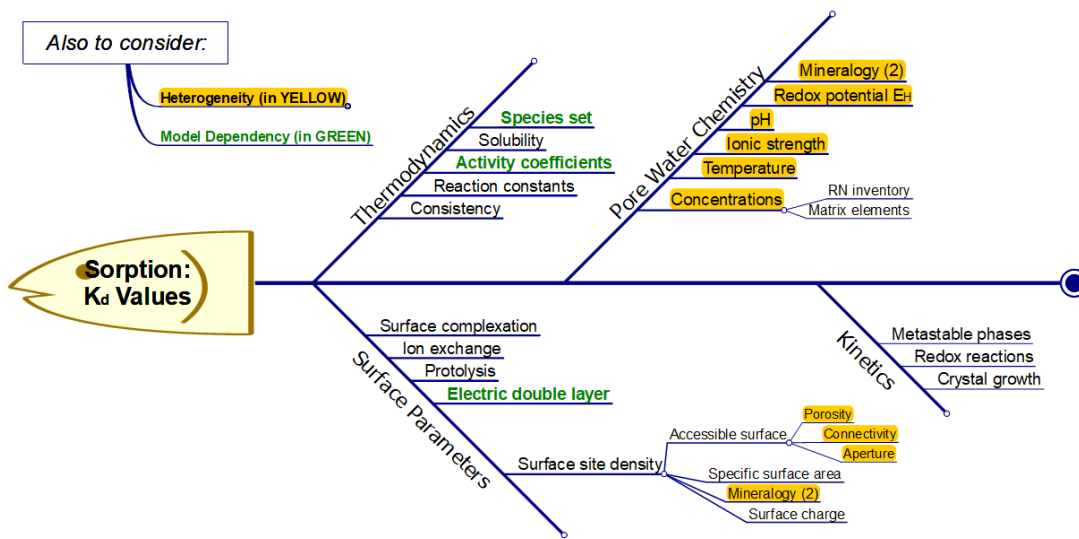 Also to consider:
Heterogeneity (in YELLOW)
Model Dependency (in GREEN)
Sorption:
Kd Values
Thermodynamics
Species set
Solubility
Activity coefficients
Reaction constants
Consistency
Pore Water Chemistry
Mineralogy (2)
Redox potential EH
pH
Ionic strength
Temperature
Concentrations
RN inventory
Matrix elements
Surface Parameters
Surface complexation
Ion exchange
Protolysis
Electric double layer
Surface site density
Accessible surface
Porosity
Connectivity
Aperture
Specific surface area
Mineralogy (2)
Surface charge
Kinetics
Metastable phases
Redox reactions
Crystal growth